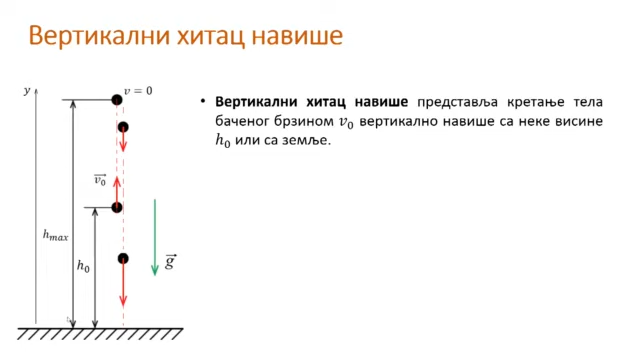 Вертикални хитац навише
y
v = 0
• Вертикални хитац навише представља кретање тела
баченог брзином v₀ вертикално навише са неке висине
h₀ или са земље.
v₀
hmax
h₀
g